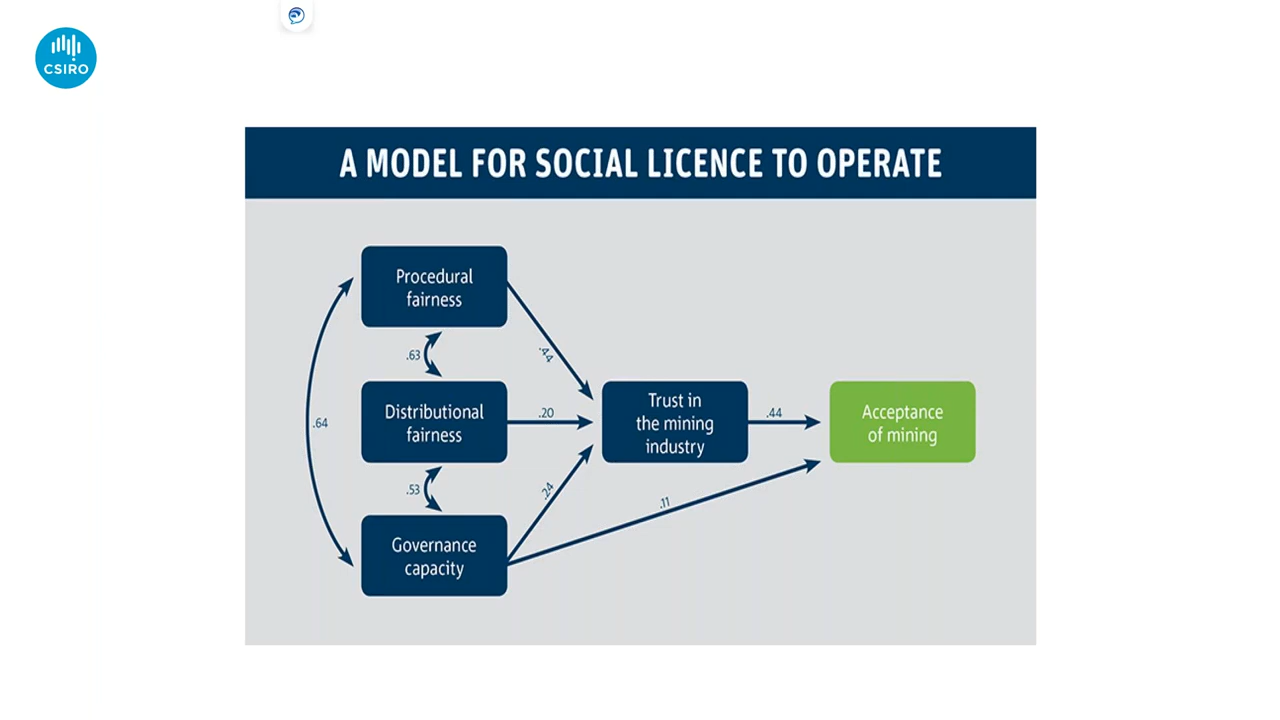 CSIRO
A MODEL FOR SOCIAL LICENCE TO OPERATE
Procedural
fairness
.63
.44
.64
Distributional
fairness
.20
Trust in
the mining
industry
.44
Acceptance
of mining
.53
.24
.11
Governance
capacity